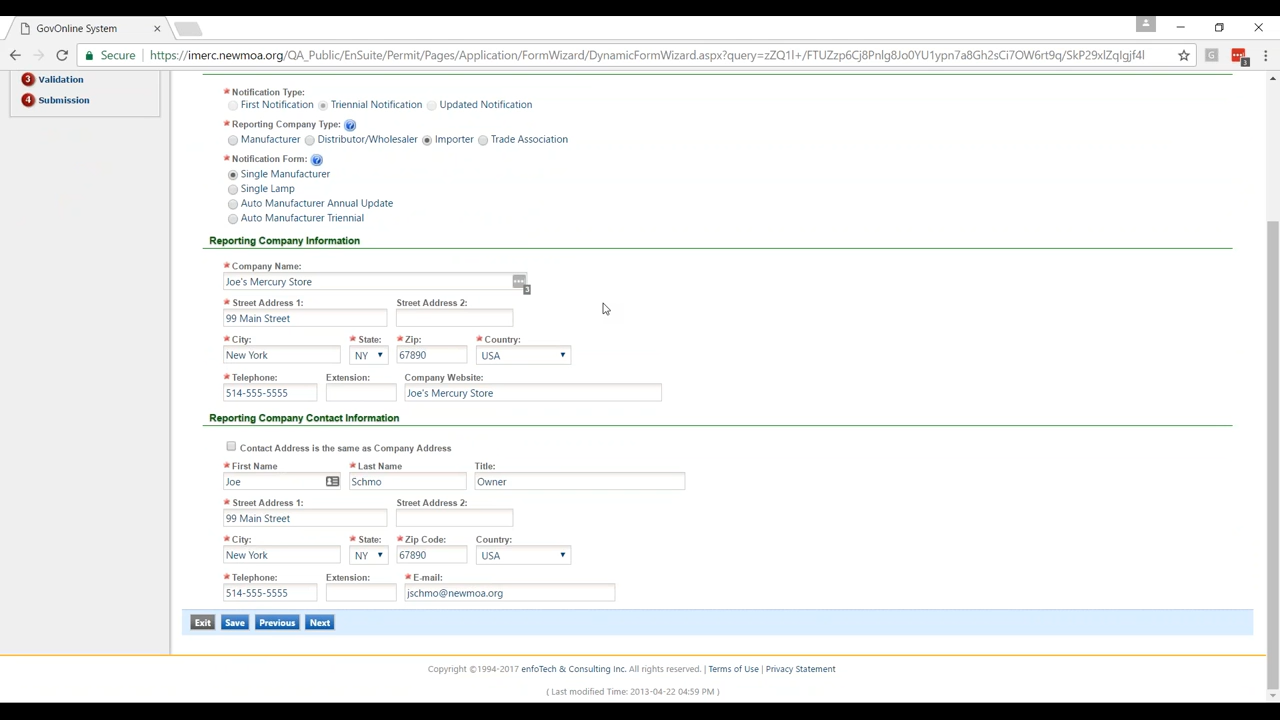 GovOnline System
Secure https://imerc.newmoa.org/QA_Public/EnSuite/Permit/Pages/Application/FormWizard/DynamicFormWizard.aspx?query=zZQ1l+/FTUZzp6Cj8PnIg8Jo0YU1ypn7a8Gh2sCi7OW6rt9q/SkP29xlZqIgjf4l
3 Validation
4 Submission
* Notification Type:
First Notification Triennial Notification Updated Notification
* Reporting Company Type: ?
Manufacturer Distributor/Wholesaler Importer Trade Association
* Notification Form: ?
Single Manufacturer
Single Lamp
Auto Manufacturer Annual Update
Auto Manufacturer Triennial
Reporting Company Information
* Company Name:
Joe's Mercury Store
3
* Street Address 1: Street Address 2:
99 Main Street
* City: * State: * Zip: * Country:
New York NY 67890 USA
* Telephone: Extension: Company Website:
514-555-5555 Joe's Mercury Store
Reporting Company Contact Information
Contact Address is the same as Company Address
* First Name * Last Name Title:
Joe Schmo Owner
* Street Address 1: Street Address 2:
99 Main Street
* City: * State: * Zip Code: Country:
New York NY 67890 USA
* Telephone: Extension: * E-mail:
514-555-5555 jschmo@newmoa.org
Exit Save Previous Next
Copyright ©1994-2017 enfoTech & Consulting Inc. All rights reserved. | Terms of Use | Privacy Statement
( Last modified Time: 2013-04-22 04:59 PM )